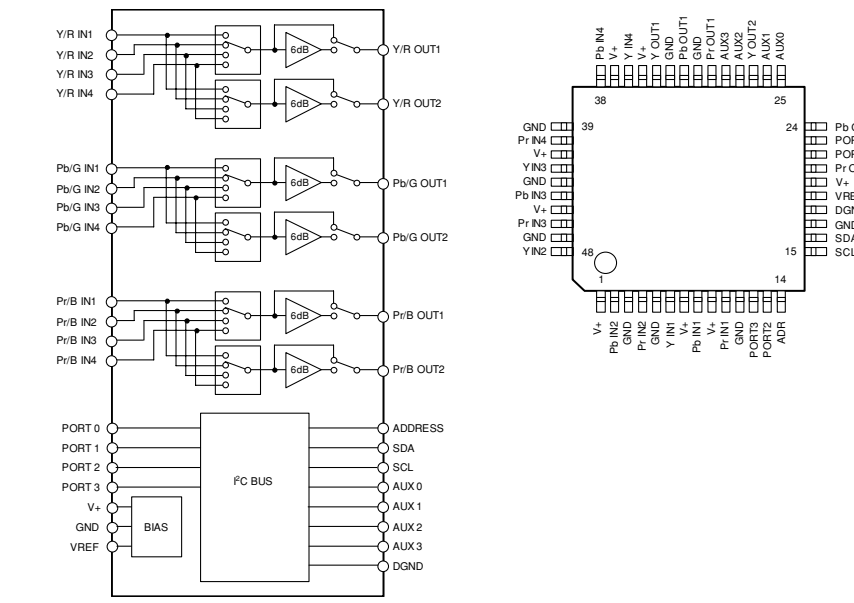 Y/R IN1
Y/R IN2
Y/R IN3
Y/R IN4
6dB
Y/R OUT1
6dB
Y/R OUT2
Pb/G IN1
Pb/G IN2
Pb/G IN3
Pb/G IN4
6dB
Pb/G OUT1
6dB
Pb/G OUT2
Pr/B IN1
Pr/B IN2
Pr/B IN3
Pr/B IN4
6dB
Pr/B OUT1
6dB
Pr/B OUT2
PORT 0
PORT 1
PORT 2
PORT 3
V+
GND
VREF
BIAS
I²C BUS
ADDRESS
SDA
SCL
AUX 0
AUX 1
AUX 2
AUX 3
DGND
Pb IN4
V+
Y IN4
V+
Y OUT1
GND
Pb OUT1
GND
Pr OUT1
AUX3
AUX2
Y OUT2
AUX1
AUX0
38
25
39
24
48
15
1
14
GND
Pr IN4
V+
Y IN3
GND
Pb IN3
V+
Pr IN3
GND
Y IN2
Pb
Pr
V+
SDA
SCL
V+
Pb IN2
GND
Pr IN2
GND
Y IN1
V+
Pb IN1
V+
Pr IN1
GND
PORT3
PORT2
ADR